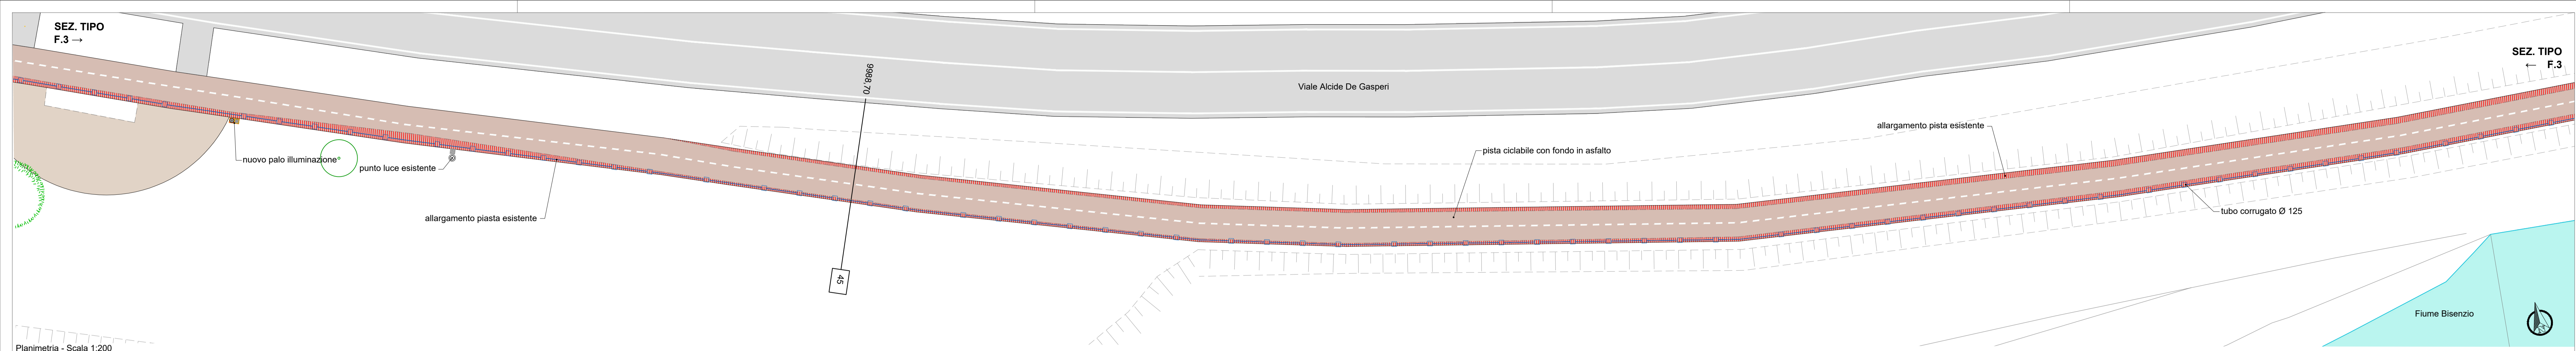 SEZ. TIPO
F.3 →
nuovo palo illuminazione
punto luce esistente
allargamento piasta esistente
9988,70
45
Viale Alcide De Gasperi
pista ciclabile con fondo in asfalto
allargamento pista esistente
tubo corrugato Ø 125
SEZ. TIPO
← F.3
Fiume Bisenzio
Planimetria - Scala 1:200